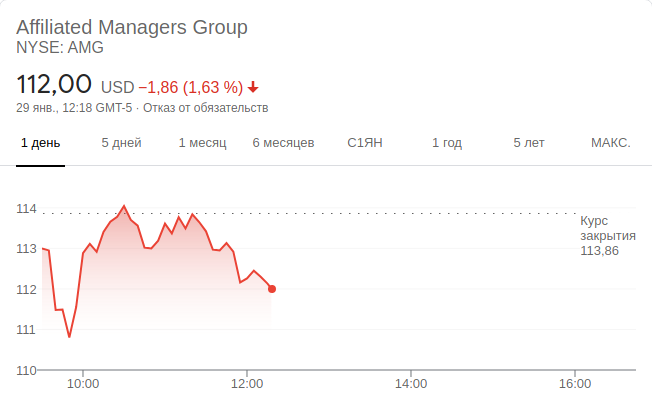 Affiliated Managers Group
NYSE: AMG
112,00 USD −1,86 (1,63 %)
29 янв., 12:18 GMT-5 · Отказ от обязательств
1 день 5 дней 1 месяц 6 месяцев С1ЯН 1 год 5 лет МАКС.
114
Курс
закрытия
113,86
113
112
111
110
10:00 12:00 14:00 16:00